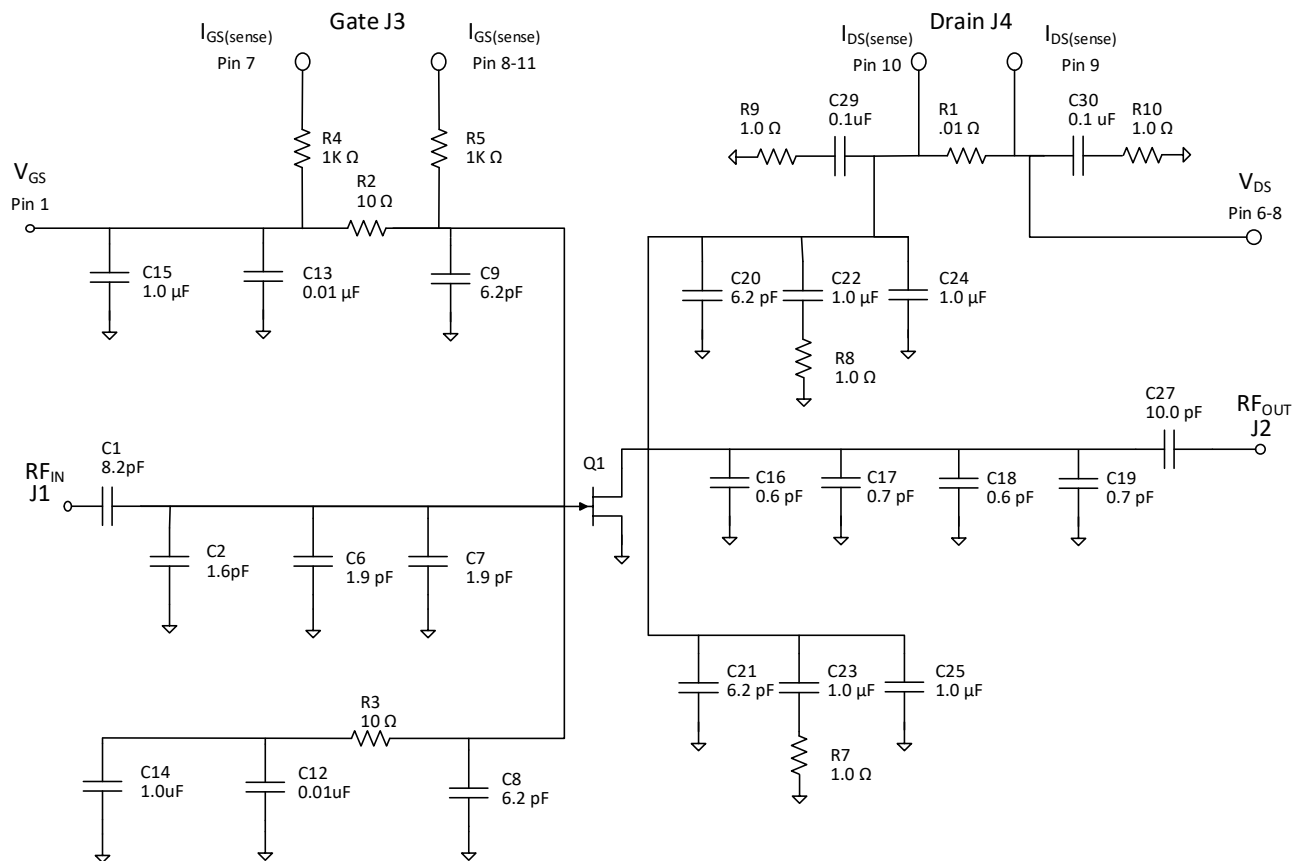 Gate J3
Drain J4
IGS(sense)
Pin 7
IGS(sense)
Pin 8-11
IDS(sense)
Pin 10
IDS(sense)
Pin 9
R4
1K Ω
R5
1K Ω
R9
1.0 Ω
C29
0.1uF
R1
.01 Ω
C30
0.1 uF
R10
1.0 Ω
VGS
Pin 1
R2
10 Ω
VDS
Pin 6-8
C15
1.0 µF
C13
0.01 µF
C9
6.2pF
C20
6.2 pF
C22
1.0 µF
C24
1.0 µF
R8
1.0 Ω
C27
10.0 pF
RFOUT
J2
RFIN
J1
C1
8.2pF
Q1
C16
0.6 pF
C17
0.7 pF
C18
0.6 pF
C19
0.7 pF
C2
1.6pF
C6
1.9 pF
C7
1.9 pF
C21
6.2 pF
C23
1.0 µF
C25
1.0 µF
R3
10 Ω
R7
1.0 Ω
C14
1.0uF
C12
0.01uF
C8
6.2 pF